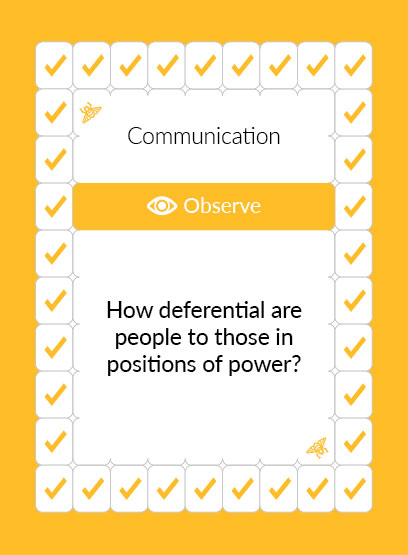 Communication
Observe
How deferential are
people to those in
positions of power?